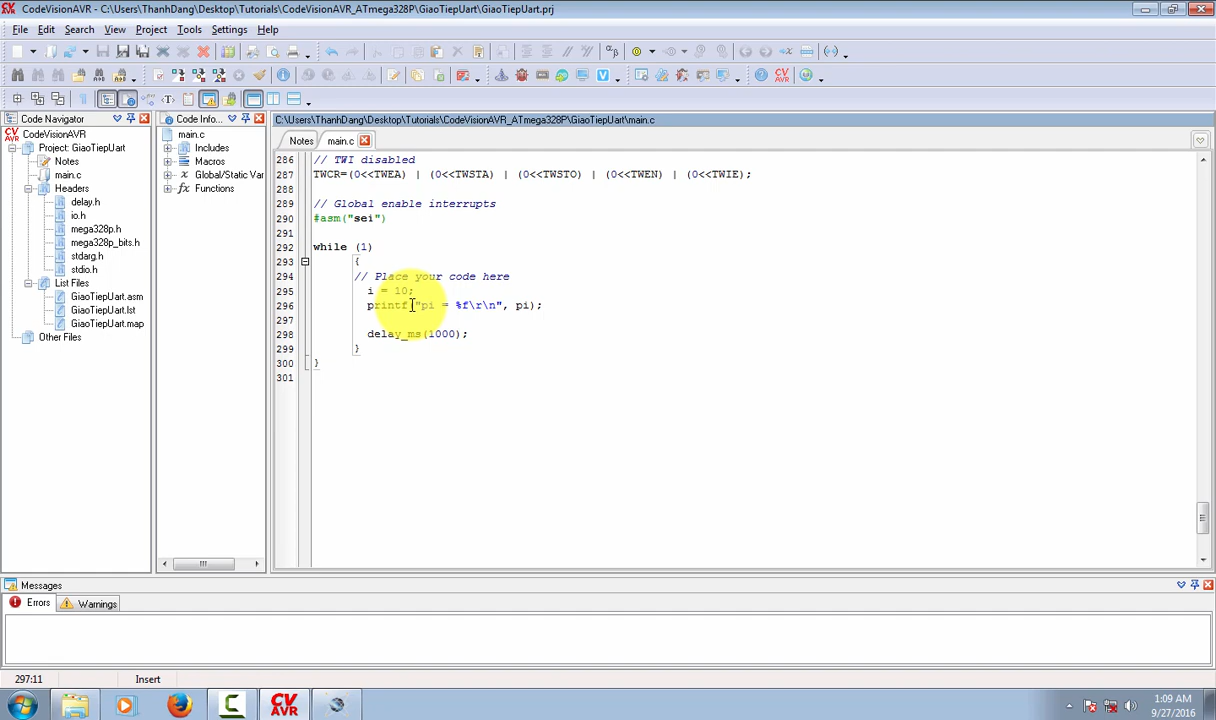 CodeVisionAVR - C:\Users\ThanhDang\Desktop\Tutorials\CodeVisionAVR_ATmega328P\GiaoTiepUart\GiaoTiepUart.prj
File Edit Search View Project Tools Settings Help
Code Navigator
CodeVisionAVR
Project: GiaoTiepUart
Notes
main.c
Headers
delay.h
io.h
mega328p.h
mega328p_bits.h
stdarg.h
stdio.h
List Files
GiaoTiepUart.asm
GiaoTiepUart.lst
GiaoTiepUart.map
Other Files
Code Info...
main.c
Includes
Macros
Global/Static Var
Functions
C:\Users\ThanhDang\Desktop\Tutorials\CodeVisionAVR_ATmega328P\GiaoTiepUart\main.c
Notes main.c
286 // TWI disabled
287 TWCR=(0<<TWEA) | (0<<TWSTA) | (0<<TWSTO) | (0<<TWEN) | (0<<TWIE);
288
289 // Global enable interrupts
290 #asm("sei")
291
292 while (1)
293 {
294 // Place your code here
295 i = 10;
296 printf("pi = %f\r\n", pi);
297
298 delay_ms(1000);
299 }
300 }
301
Messages
Errors Warnings
297:11 Insert
CV AVR
1:09 AM
9/27/2016